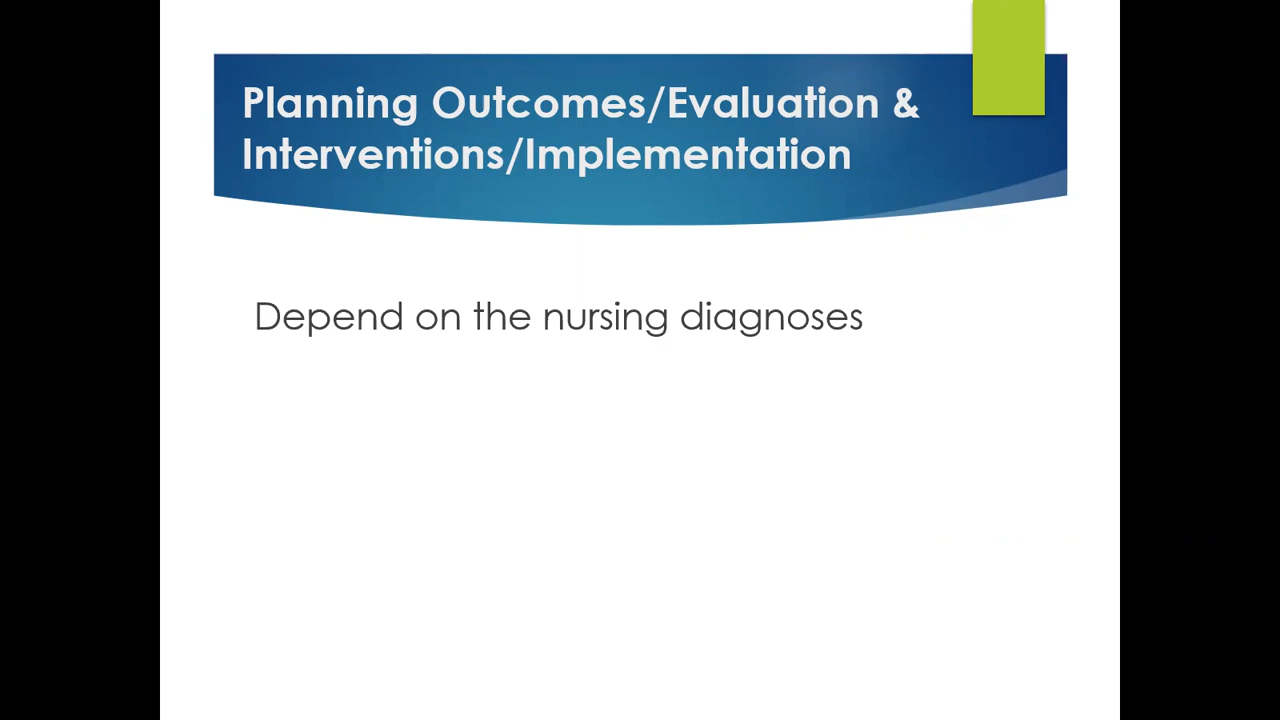 Planning Outcomes/Evaluation &
Interventions/Implementation
Depend on the nursing diagnoses